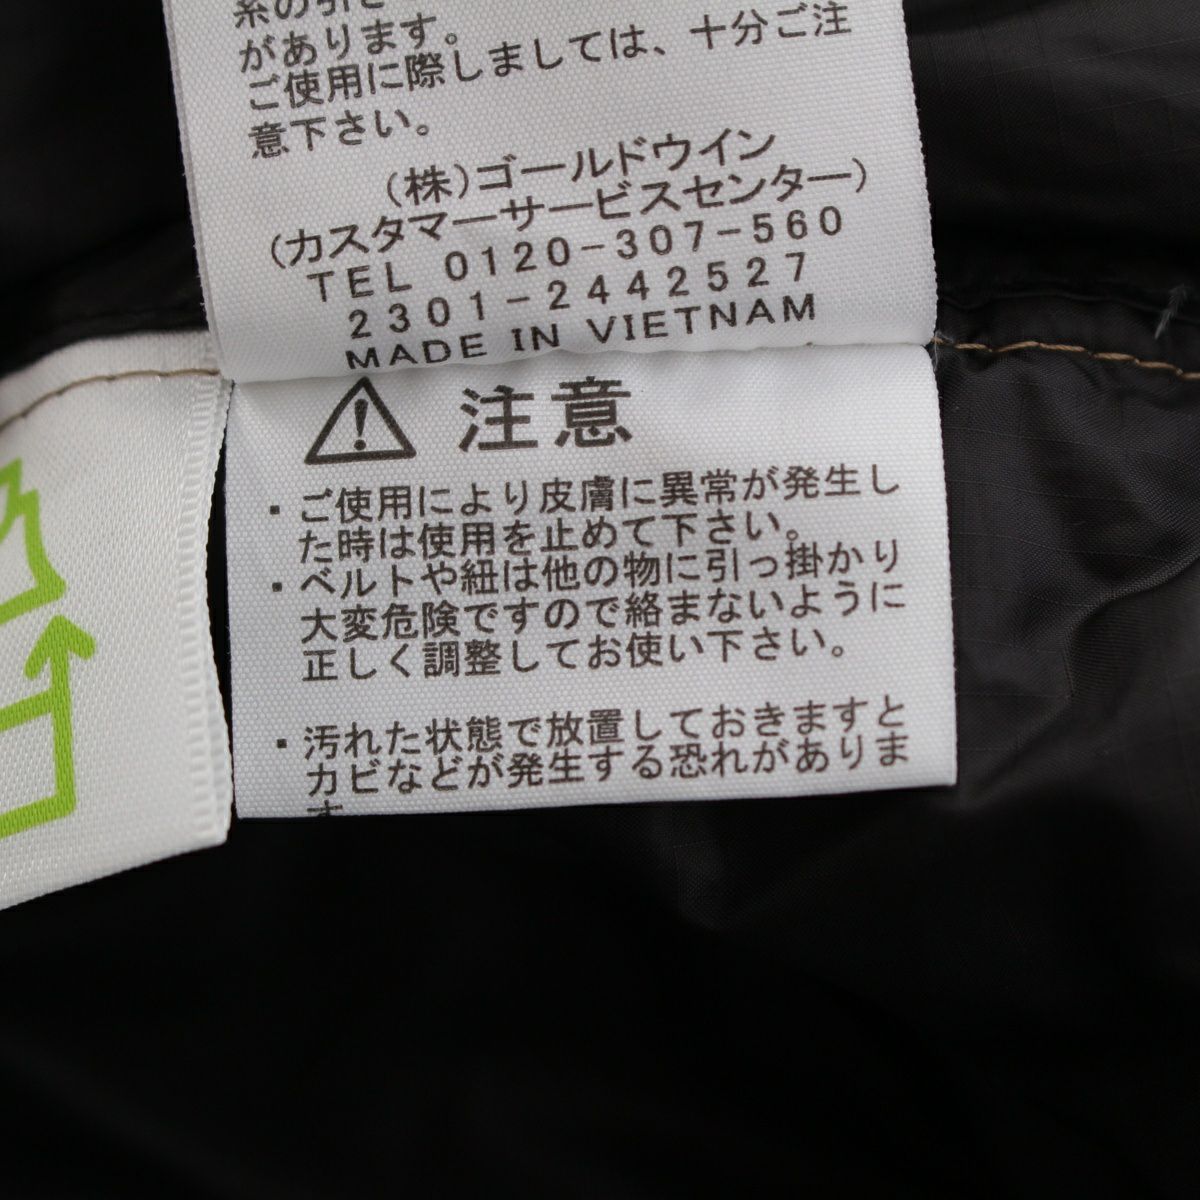 糸の引き
があります。
ご使用に際しましては、十分ご注
意下さい。
(株)ゴールドウイン
(カスタマーサービスセンター)
TEL 0120-307-560
2301-2442527
MADE IN VIETNAM
注意
・ご使用により皮膚に異常が発生し
た時は使用を止めて下さい。
・ベルトや紐は他の物に引っ掛かり
大変危険ですので絡まないように
正しく調整してお使い下さい。
・汚れた状態で放置しておきますと
カビなどが発生する恐れがありま
す